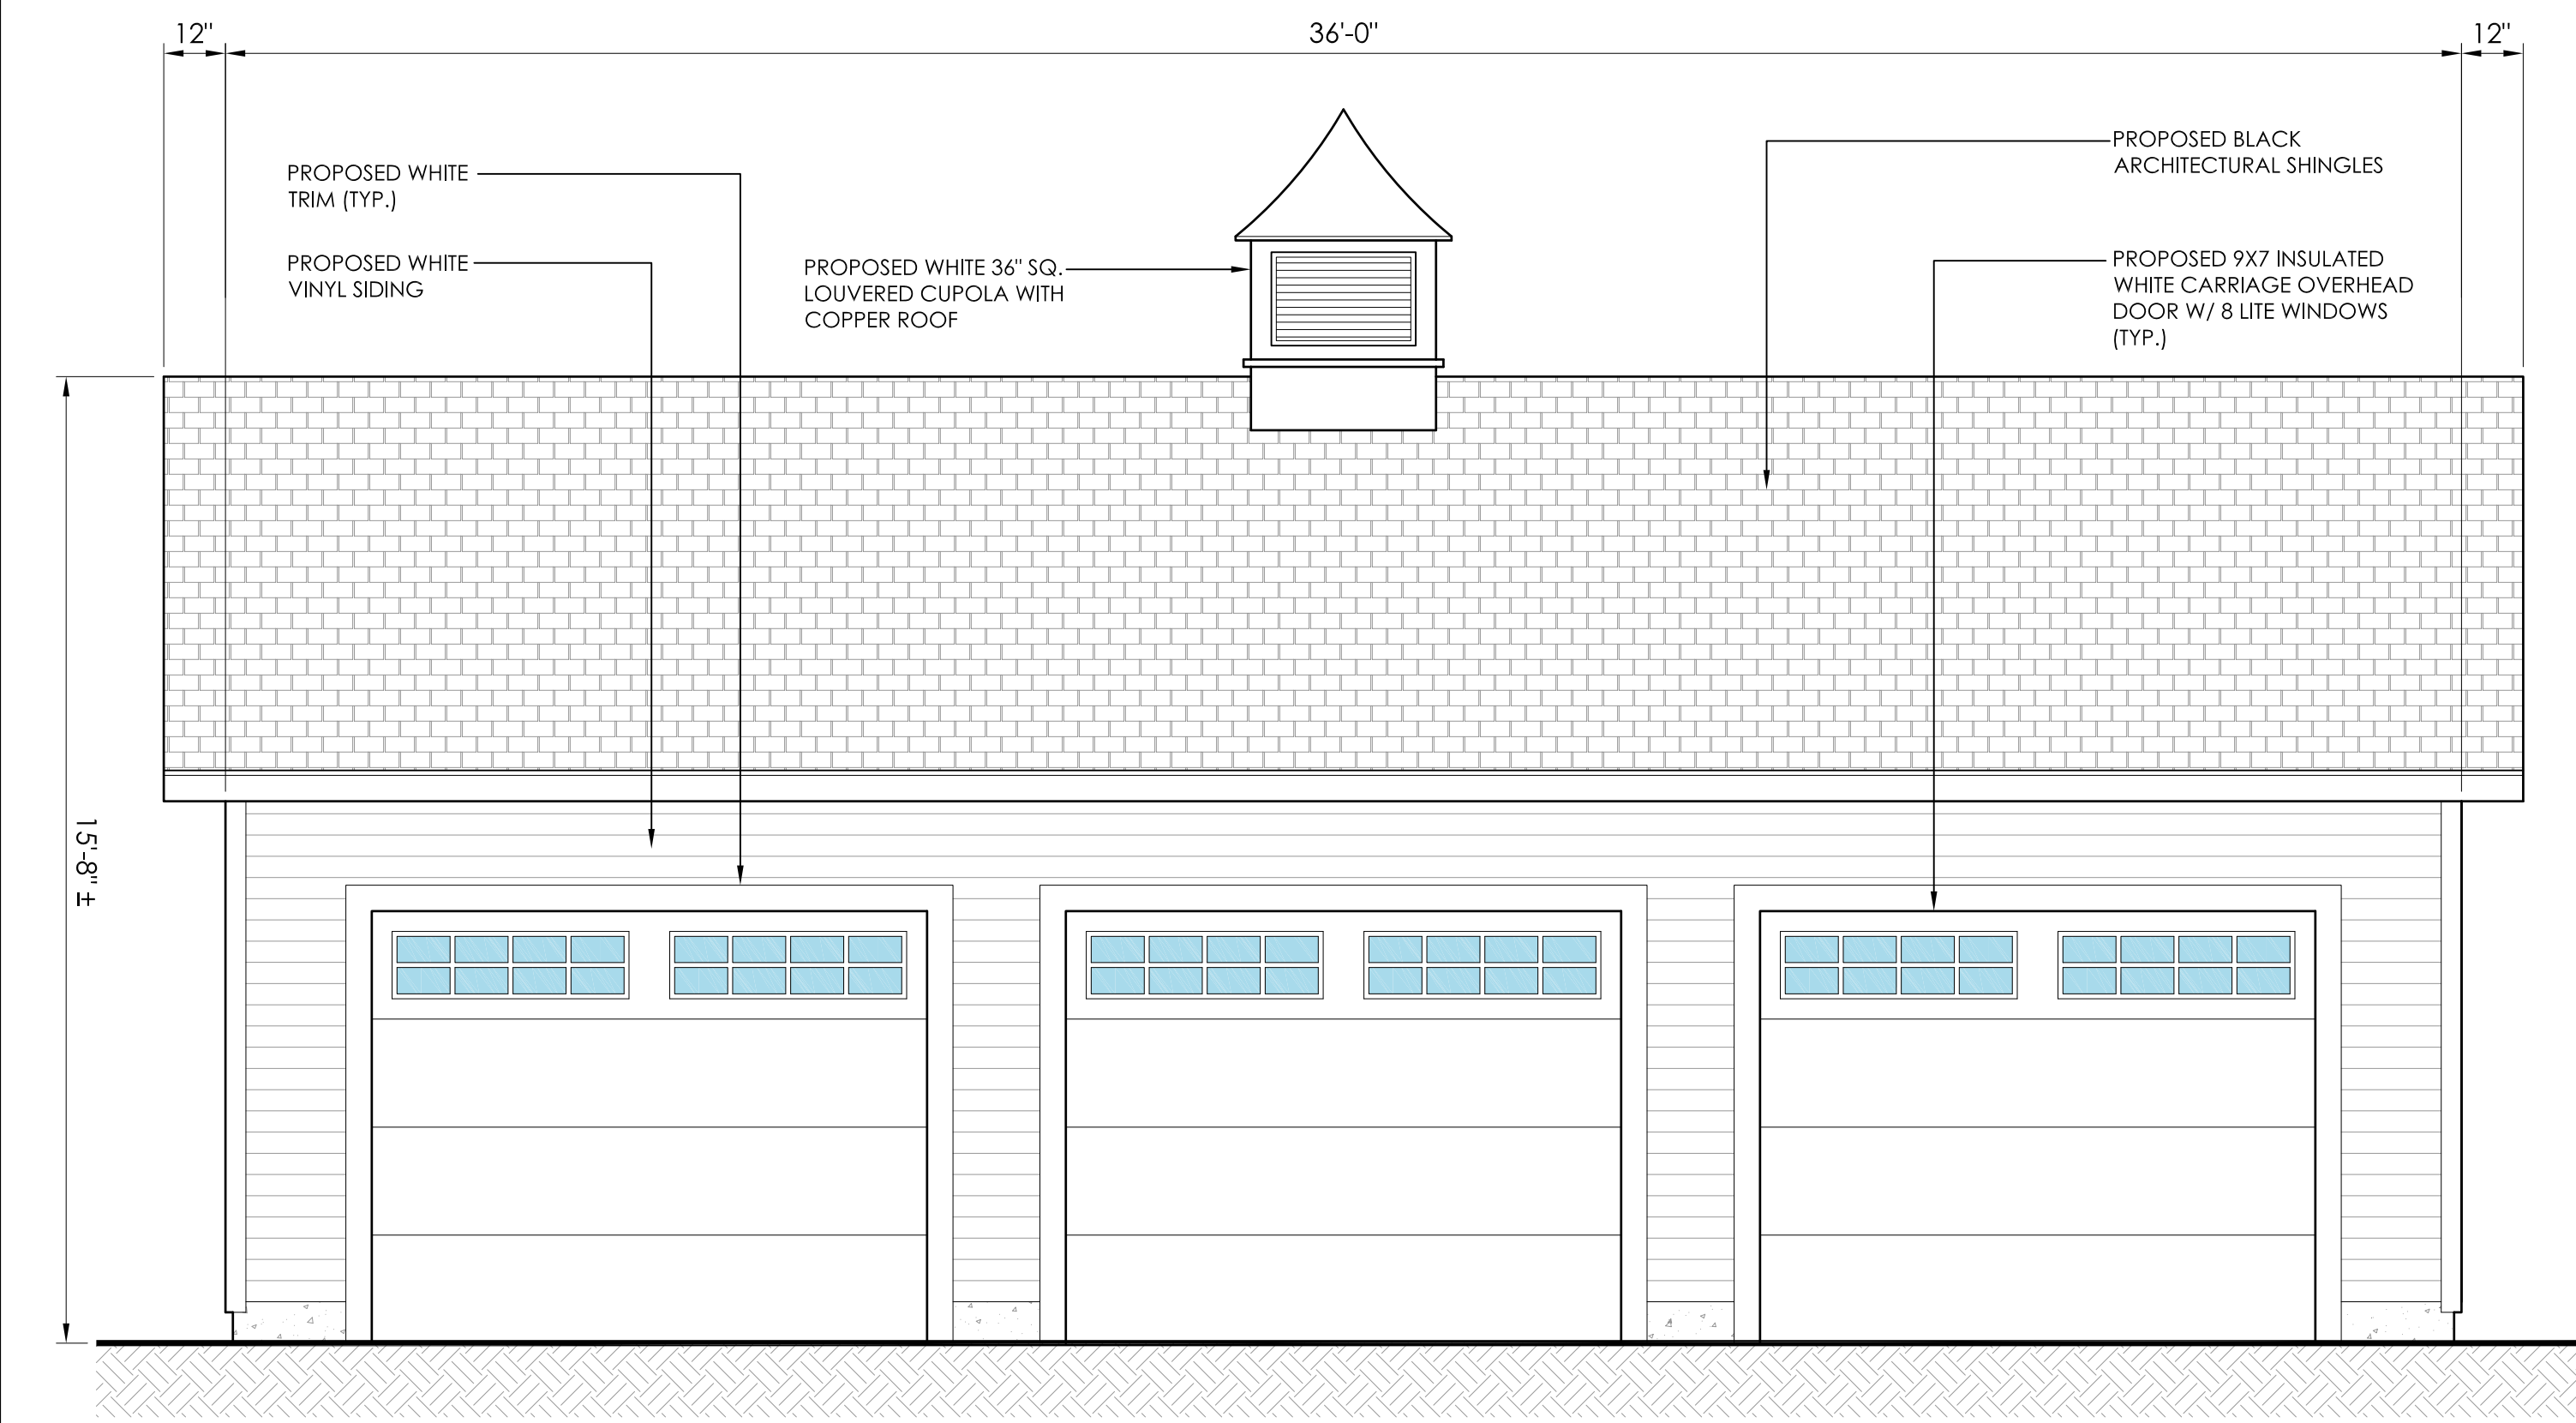 12"
36'-0"
12"
PROPOSED WHITE
TRIM (TYP.)
PROPOSED WHITE
VINYL SIDING
PROPOSED WHITE 36" SQ.
LOUVERED CUPOLA WITH
COPPER ROOF
PROPOSED BLACK
ARCHITECTURAL SHINGLES
PROPOSED 9X7 INSULATED
WHITE CARRIAGE OVERHEAD
DOOR W/ 8 LITE WINDOWS
(TYP.)
15'-8" ±